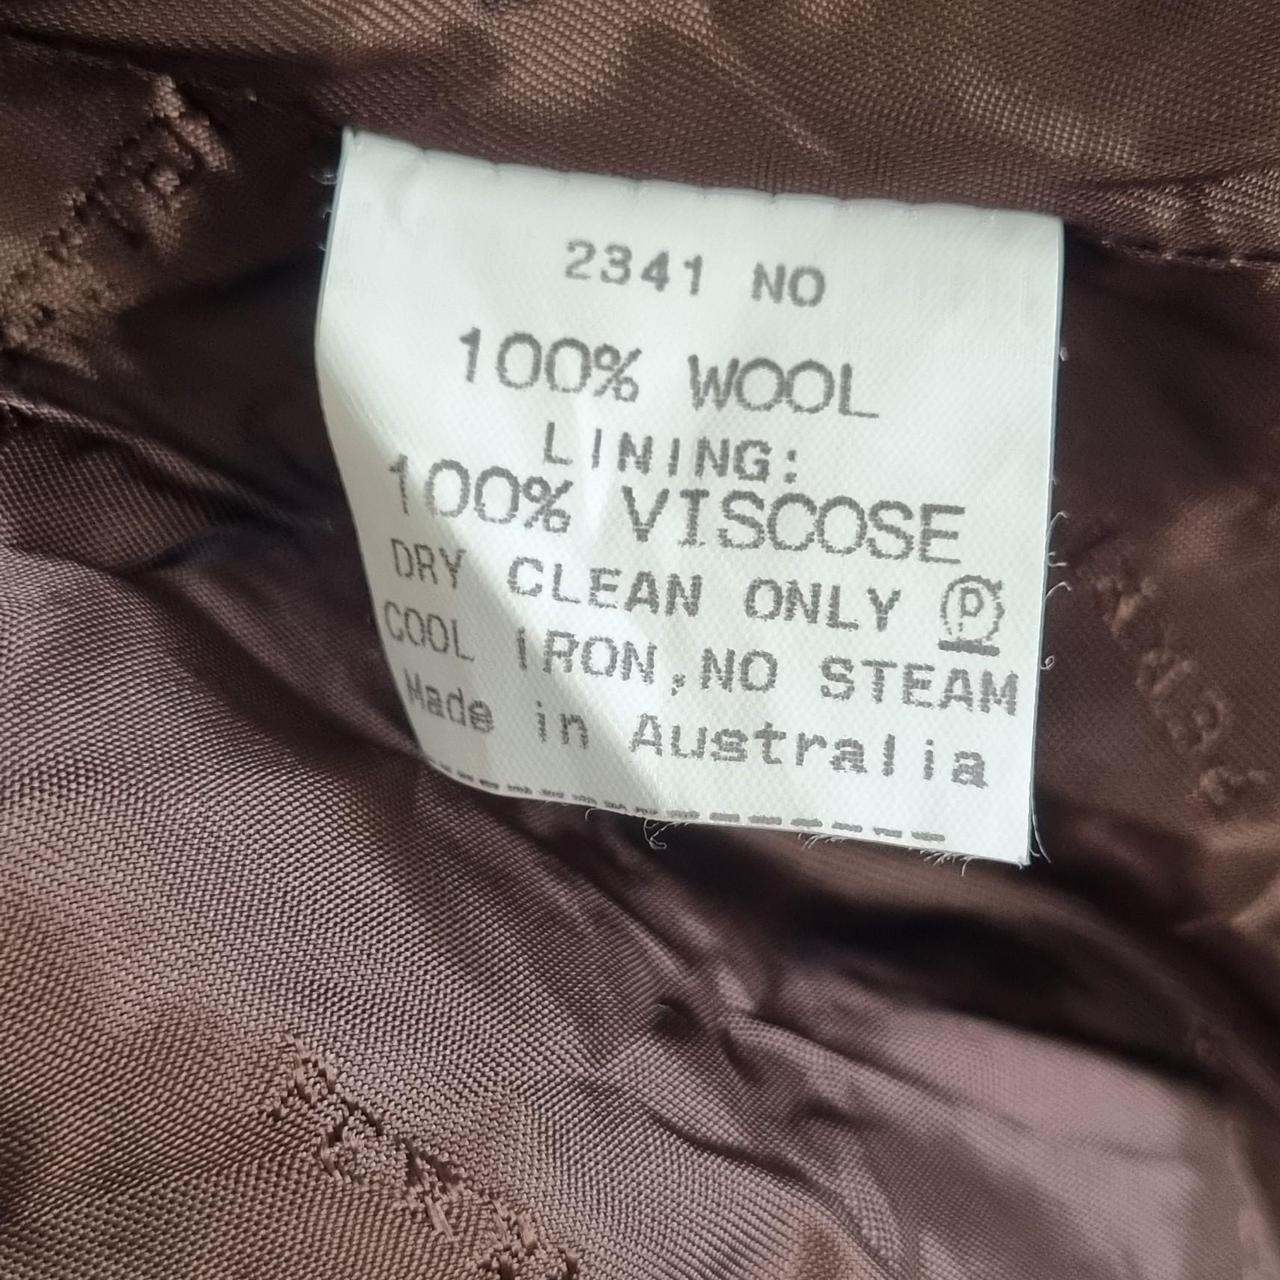 2341 NO
100% WOOL
LINING:
100% VISCOSE
DRY CLEAN ONLY P
COOL IRON,NO STEAM
Made in Australia